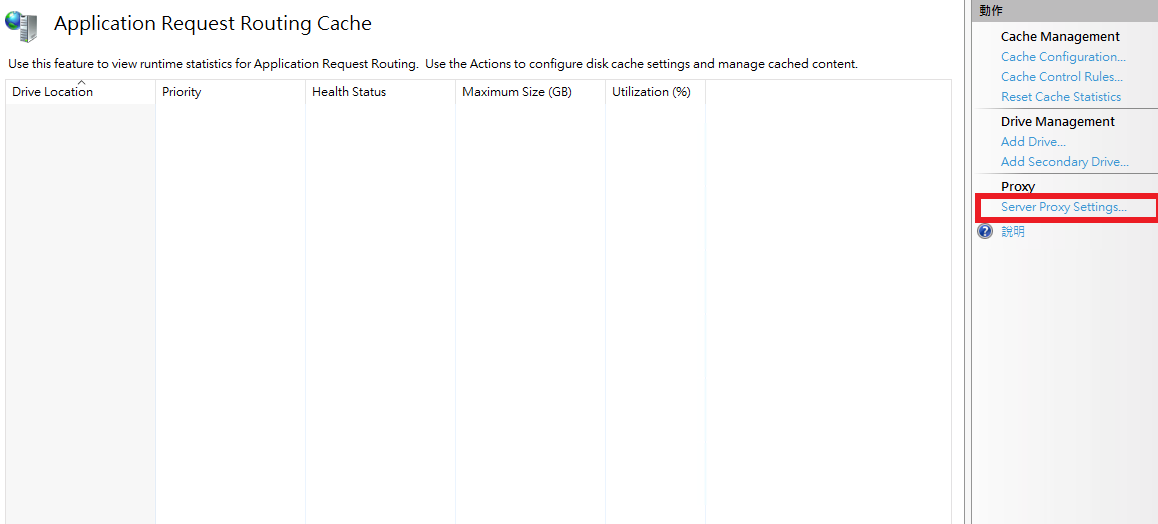 Application Request Routing Cache
Use this feature to view runtime statistics for Application Request Routing.  Use the Actions to configure disk cache settings and manage cached content.
Drive Location Priority Health Status Maximum Size (GB) Utilization (%)
動作
Cache Management
Cache Configuration...
Cache Control Rules...
Reset Cache Statistics
Drive Management
Add Drive...
Add Secondary Drive...
Proxy
Server Proxy Settings...
說明